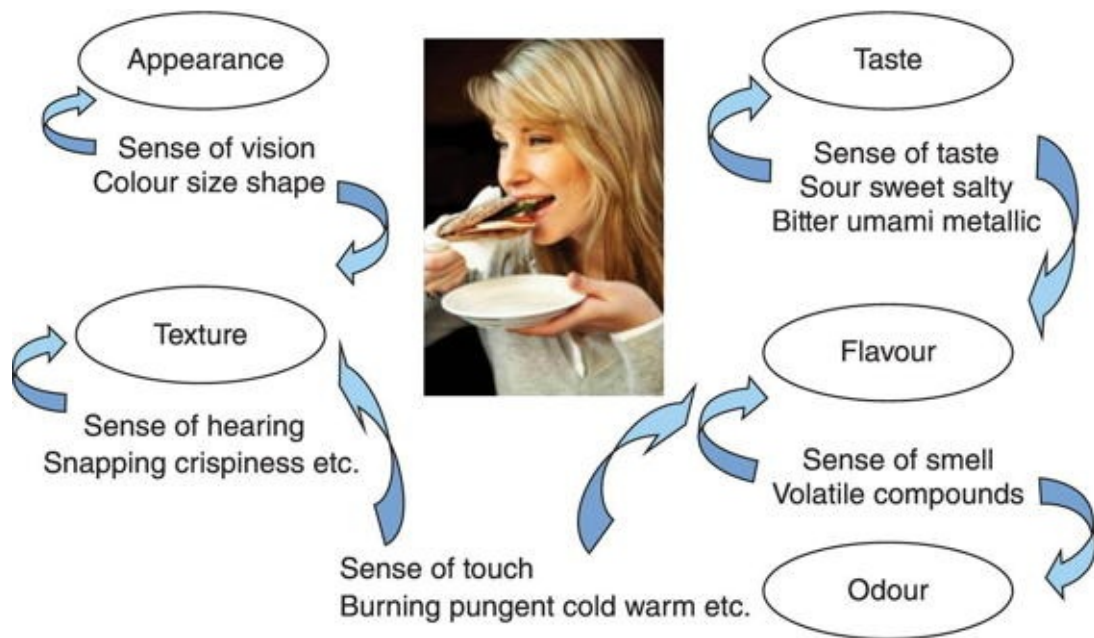 Appearance
Sense of vision
Colour size shape
Texture
Sense of hearing
Snapping crispiness etc.
Sense of touch
Burning pungent cold warm etc.
Taste
Sense of taste
Sour sweet salty
Bitter umami metallic
Flavour
Sense of smell
Volatile compounds
Odour